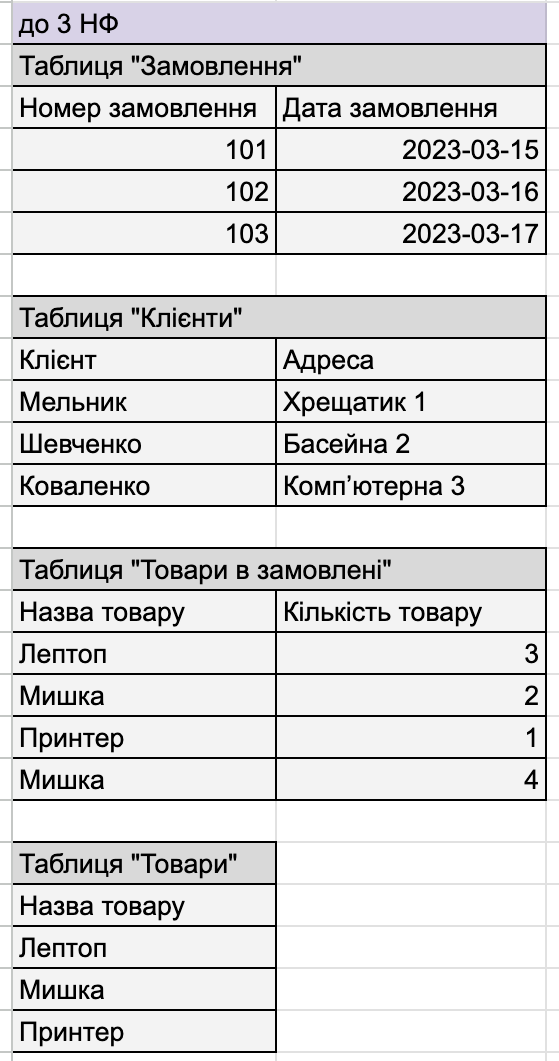 до 3 НФ
Таблиця "Замовлення"
Номер замовлення Дата замовлення
101 2023-03-15
102 2023-03-16
103 2023-03-17
Таблиця "Клієнти"
Клієнт Адреса
Мельник Хрещатик 1
Шевченко Басейна 2
Коваленко Комп’ютерна 3
Таблиця "Товари в замовлені"
Назва товару Кількість товару
Лептоп 3
Мишка 2
Принтер 1
Мишка 4
Таблиця "Товари"
Назва товару
Лептоп
Мишка
Принтер